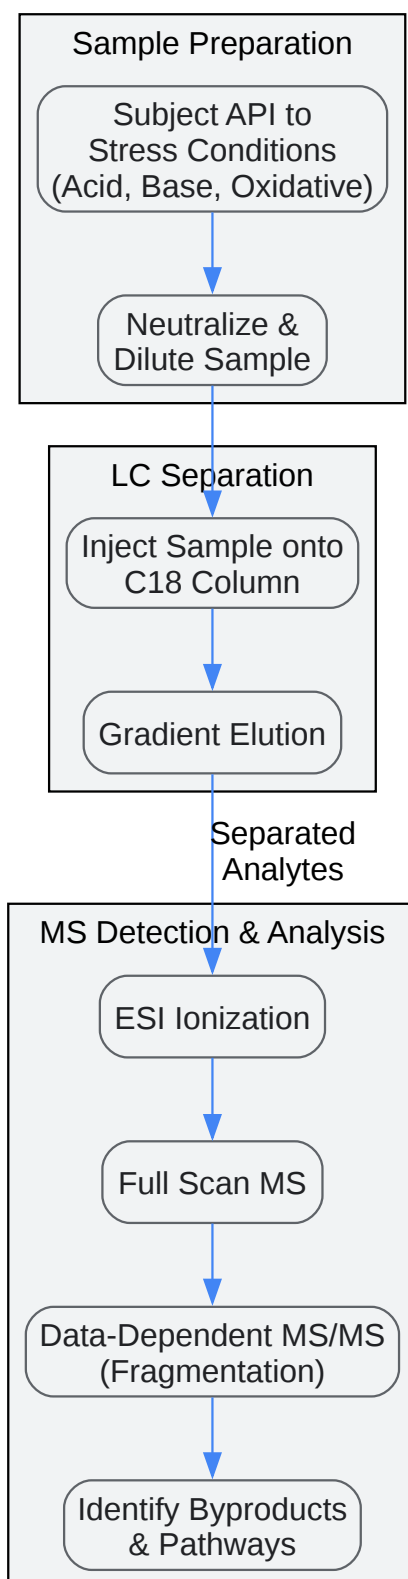 Sample Preparation
Subject API to
Stress Conditions
(Acid, Base, Oxidative)
Neutralize &
Dilute Sample
LC Separation
Inject Sample onto
C18 Column
Gradient Elution
Separated
Analytes
MS Detection & Analysis
ESI Ionization
Full Scan MS
Data-Dependent MS/MS
(Fragmentation)
Identify Byproducts
& Pathways